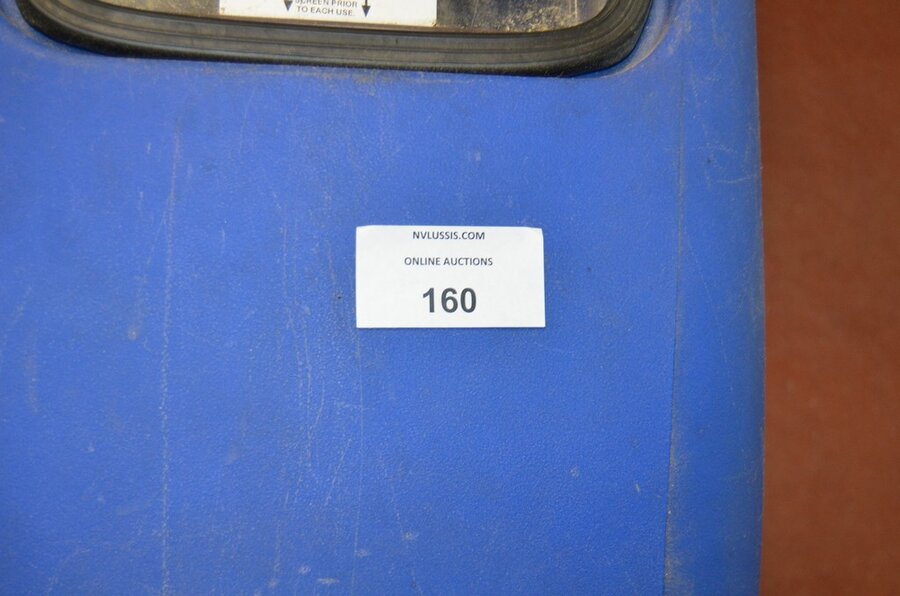 SCREEN PRIOR
TO EACH USE.
NVLUSSIS.COM
ONLINE AUCTIONS
160